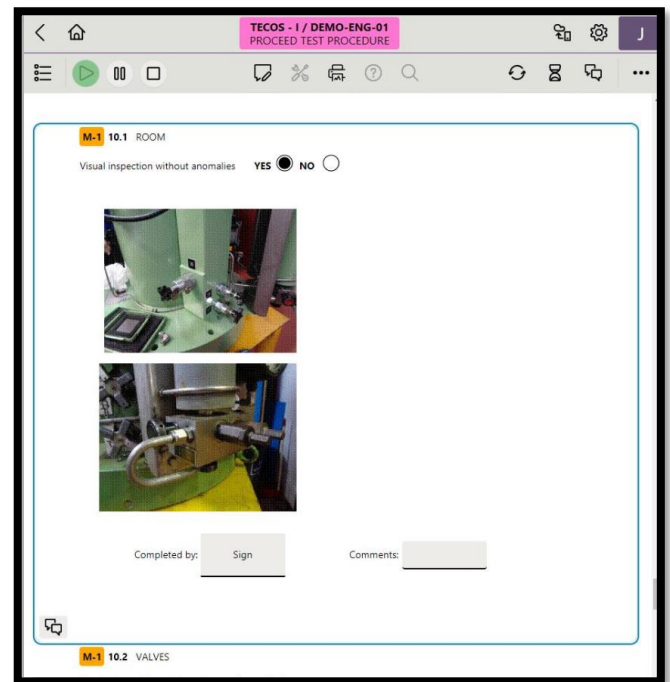 TECOS - I / DEMO-ENG-01
PROCEED TEST PROCEDURE
J
M-1 10.1 ROOM
Visual inspection without anomalies YES NO
Completed by: Sign Comments:
M-1 10.2 VALVES